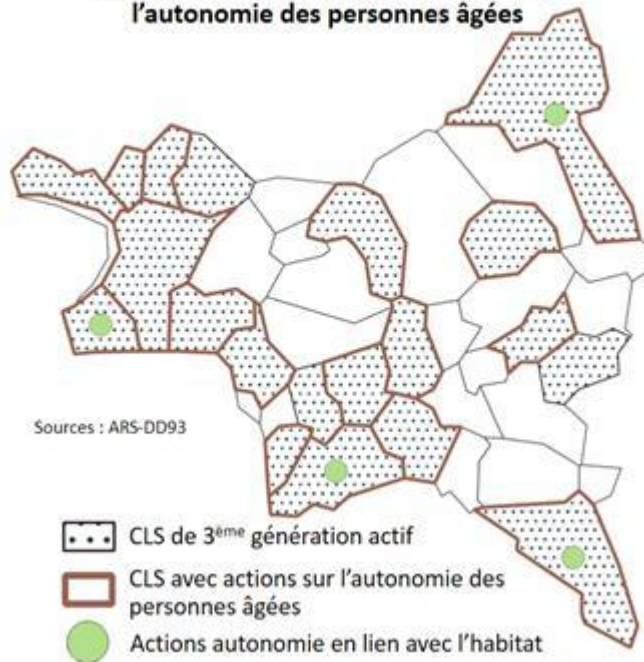 l’autonomie des personnes âgées
Sources : ARS-DD93
CLS de 3ème génération actif
CLS avec actions sur l’autonomie des
personnes âgées
Actions autonomie en lien avec l’habitat